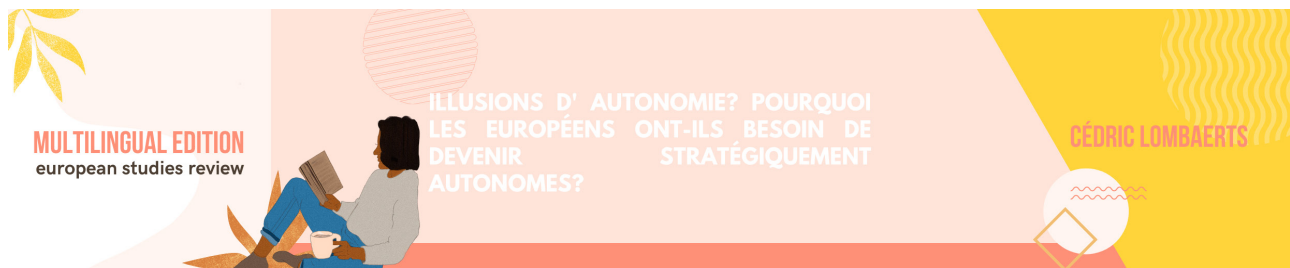 MULTILINGUAL EDITION
european studies review
ILLUSIONS D' AUTONOMIE? POURQUOI
LES EUROPÉENS ONT-ILS BESOIN DE
DEVENIR STRATÉGIQUEMENT
AUTONOMES?
CÉDRIC LOMBAERTS